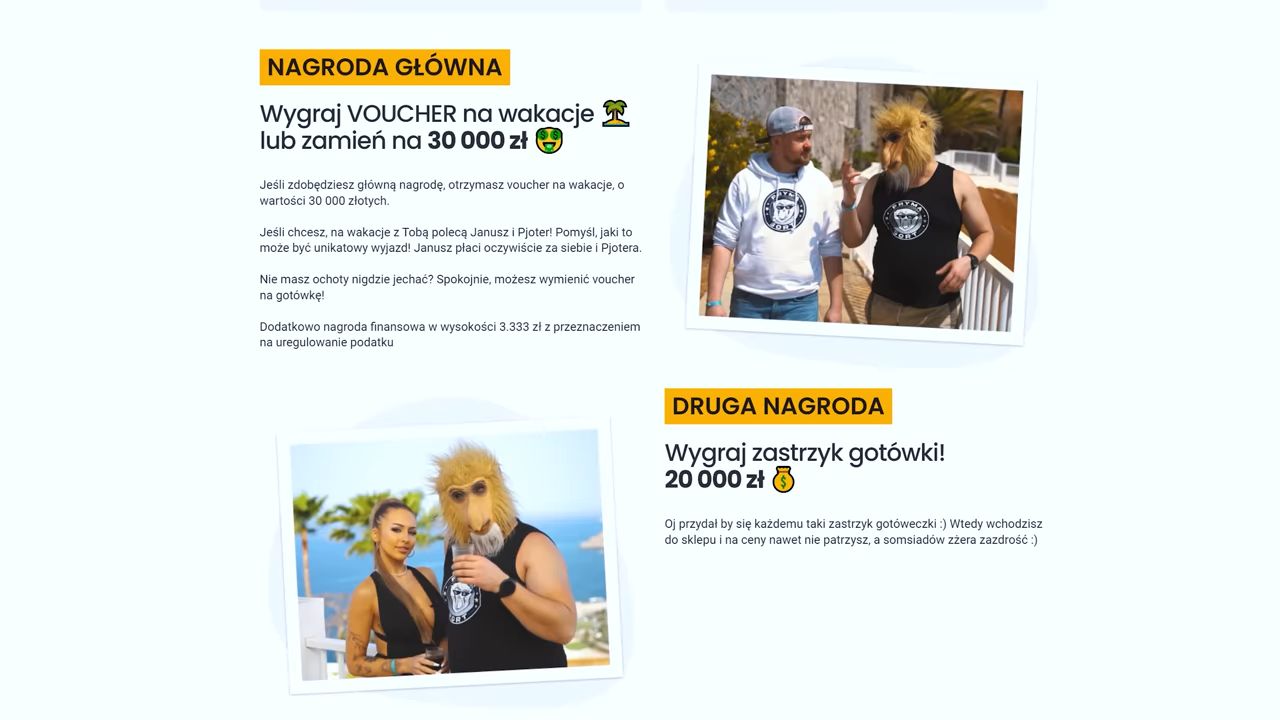 NAGRODA GŁÓWNA
Wygraj VOUCHER na wakacje
lub zamień na 30 000 zł
Jeśli zdobędziesz główną nagrodę, otrzymasz voucher na wakacje, o
wartości 30 000 złotych.
Jeśli chcesz, na wakacje z Tobą polecą Janusz i Pjoter! Pomyśl, jaki to
może być unikatowy wyjazd! Janusz płaci oczywiście za siebie i Pjotera.
Nie masz ochoty nigdzie jechać? Spokojnie, możesz wymienić voucher
na gotówkę!
Dodatkowo nagroda finansowa w wysokości 3.333 zł z przeznaczeniem
na uregulowanie podatku
PRYMA
SORT
PRYMA
SORT
DRUGA NAGRODA
Wygraj zastrzyk gotówki!
20 000 zł
Oj przydał by się każdemu taki zastrzyk gotóweczki :) Wtedy wchodzisz
do sklepu i na ceny nawet nie patrzysz, a somsiadów zżera zazdrość :)